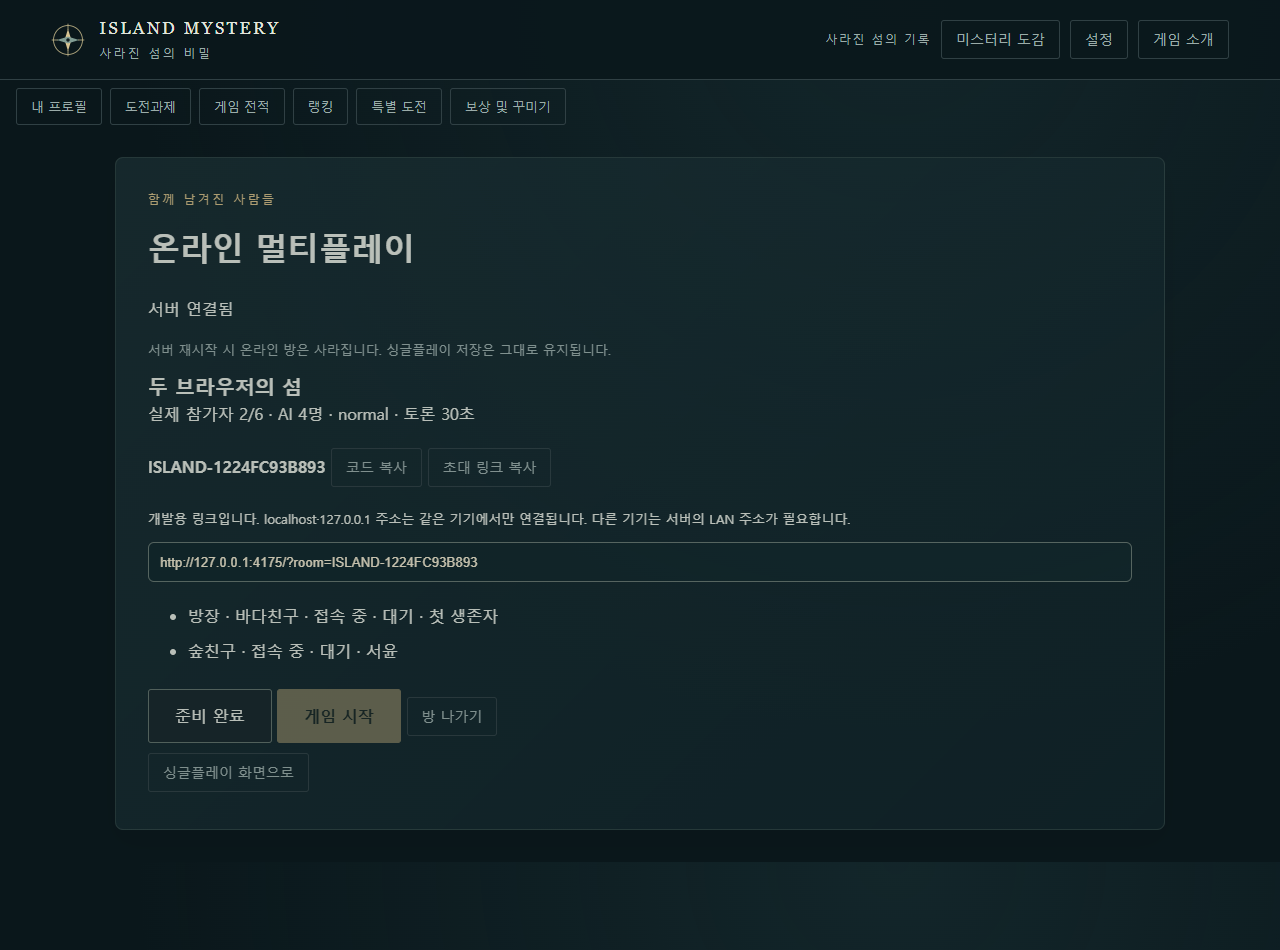 ISLAND MYSTERY
사라진 섬의 비밀
사라진 섬의 기록
미스터리 도감
설정
게임 소개
내 프로필
도전과제
게임 전적
랭킹
특별 도전
보상 및 꾸미기
함께 남겨진 사람들
온라인 멀티플레이
서버 연결됨
서버 재시작 시 온라인 방은 사라집니다. 싱글플레이 저장은 그대로 유지됩니다.
두 브라우저의 섬
실제 참가자 2/6 · AI 4명 · normal · 토론 30초
ISLAND-1224FC93B893
코드 복사
초대 링크 복사
개발용 링크입니다. localhost·127.0.0.1 주소는 같은 기기에서만 연결됩니다. 다른 기기는 서버의 LAN 주소가 필요합니다.
http://127.0.0.1:4175/?room=ISLAND-1224FC93B893
• 방장 · 바다친구 · 접속 중 · 대기 · 첫 생존자
• 숲친구 · 접속 중 · 대기 · 서윤
준비 완료
게임 시작
방 나가기
싱글플레이 화면으로